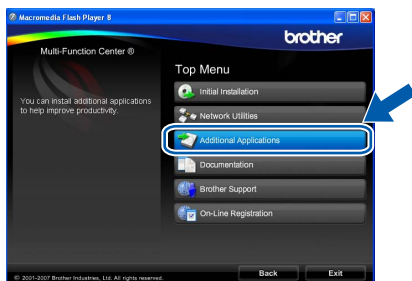 Macromedia Flash Player 8
brother
Multi-Function Center ®
Top Menu
You can install additional applications
to help improve productivity.
Initial Installation
Network Utilities
Additional Applications
Documentation
Brother Support
On-Line Registration
© 2001-2007 Brother Industries, Ltd. All rights reserved.
Back
Exit